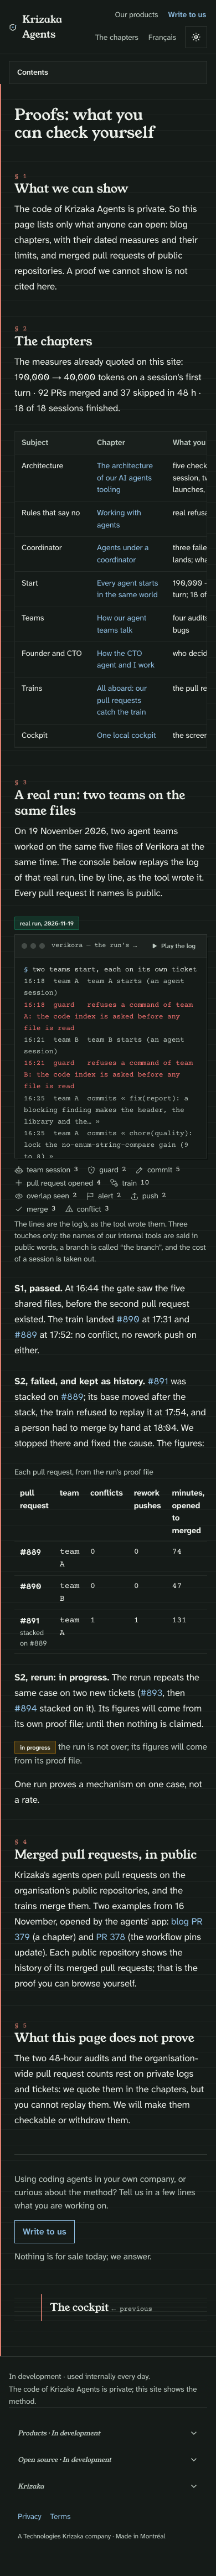 Krizaka Agents
Our products
Write to us
The chapters
Français
Contents
Proofs: what you
can check yourself
§ 1
What we can show
The code of Krizaka Agents is private. So this
page lists only what anyone can open: blog
chapters, with their dated measures and their
limits, and merged pull requests of public
repositories. A proof we cannot show is not
cited here.
§ 2
The chapters
The measures already quoted on this site:
190,000 → 40,000 tokens on a session's first
turn · 92 PRs merged and 37 skipped in 48 h ·
18 of 18 sessions finished.
Subject Chapter What you
Architecture The architecture five check
of our AI agents session, tw
tooling launches,
Rules that say no Working with real refusa
agents
Coordinator Agents under a three faile
coordinator lands; wha
Start Every agent starts 190,000 →
in the same world turn; 18 of
Teams How our agent four audits
teams talk bugs
Founder and CTO How the CTO who decid
agent and I work
Trains All aboard: our the pull re
pull requests
catch the train
Cockpit One local cockpit the screen
§ 3
A real run: two teams on the
same files
On 19 November 2026, two agent teams
worked on the same five files of Verikora at the
same time. The console below replays the log
of that real run, line by line, as the tool wrote it.
Every pull request it names is public.
real run, 2026-11-19
verikora — the run's … Play the log
§ two teams start, each on its own ticket
16:18 team A team A starts (an agent
session)
16:18 guard refuses a command of team
A: the code index is asked before any
file is read
16:21 team B team B starts (an agent
session)
16:21 guard refuses a command of team
B: the code index is asked before any
file is read
16:25 team A commits « fix(report): a
blocking finding makes the header, the
library and the… »
16:25 team A commits « chore(quality):
lock the no-enum-string-compare gain (9
to 8) »
team session 3 guard 2 commit 5
pull request opened 4 train 10
overlap seen 2 alert 2 push 2
merge 3 conflict 3
The lines are the log's, as the tool wrote them. Three
touches only: the names of our internal tools are said in
public words, a branch is called “the branch”, and the cost
of a session is taken out.
S1, passed. At 16:44 the gate saw the five
shared files, before the second pull request
existed. The train landed #890 at 17:31 and
#889 at 17:52: no conflict, no rework push on
either.
S2, failed, and kept as history. #891 was
stacked on #889; its base moved after the
stack, the train refused to replay it at 17:54, and
a person had to merge by hand at 18:04. We
stopped there and fixed the cause. The figures:
Each pull request, from the run's proof file
pull request team conflicts rework pushes minutes, opened to merged
#889 team A 0 0 74
#890 team B 0 0 47
#891 stacked on #889 team A 1 1 131
S2, rerun: in progress. The rerun repeats the
same case on two new tickets (#893, then
#894 stacked on it). Its figures will come from
its own proof file; until then nothing is claimed.
In progress the run is not over; its figures will come
from its proof file.
One run proves a mechanism on one case, not
a rate.
§ 4
Merged pull requests, in public
Krizaka's agents open pull requests on the
organisation's public repositories, and the
trains merge them. Two examples from 16
November, opened by the agents' app: blog PR
379 (a chapter) and PR 378 (the workflow pins
update). Each public repository shows the
history of its merged pull requests; that is the
proof you can browse yourself.
§ 5
What this page does not prove
The two 48-hour audits and the organisation-
wide pull request counts rest on private logs
and tickets: we quote them in the chapters, but
you cannot replay them. We will make them
checkable or withdraw them.
Using coding agents in your own company, or
curious about the method? Tell us in a few lines
what you are working on.
Write to us
Nothing is for sale today; we answer.
The cockpit ← previous
In development · used internally every day.
The code of Krizaka Agents is private; this site shows the
method.
Products · In development
Open source · In development
Krizaka
Privacy Terms
A Technologies Krizaka company · Made in Montréal